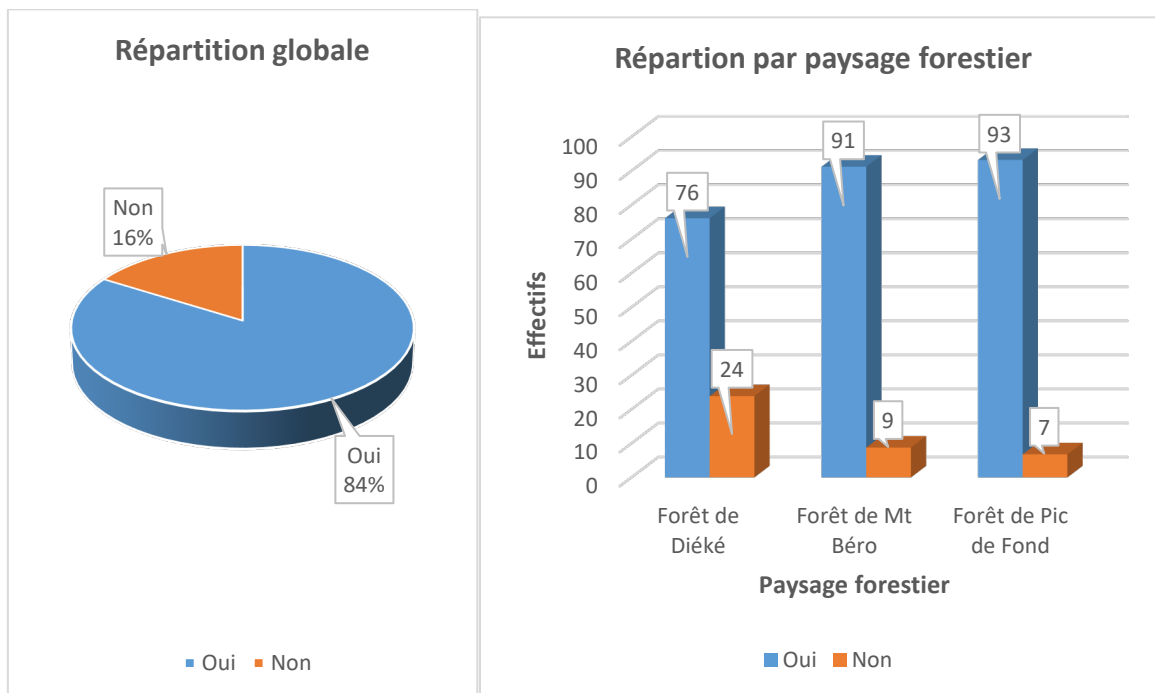 Répartition globale
Non
16%
Oui
84%
Oui Non
Répartion par paysage forestier
Effectifs
100
90
80
70
60
50
40
30
20
10
0
76
24
91
9
93
7
Forêt de
Diéké
Forêt de Mt
Béro
Forêt de Pic
de Fond
Paysage forestier
Oui Non